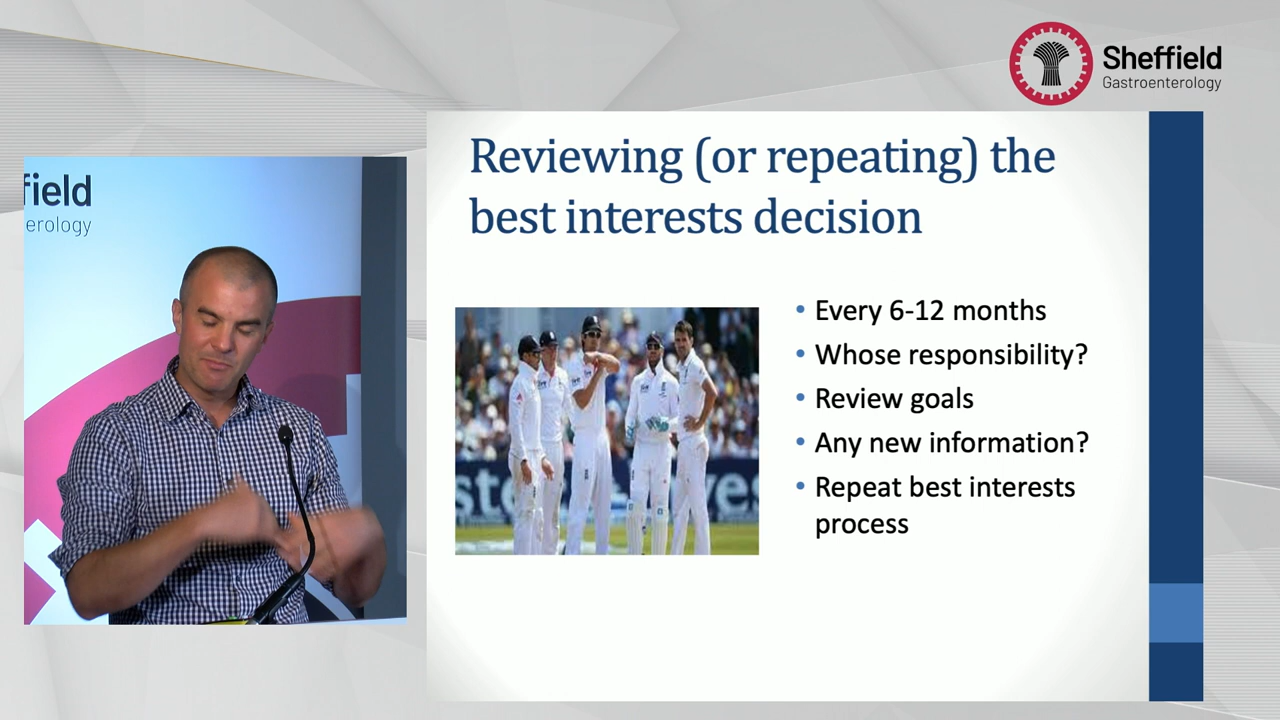 Sheffield
Gastroenterology
Reviewing (or repeating) the
best interests decision
field
erology
• Every 6-12 months
• Whose responsibility?
• Review goals
• Any new information?
• Repeat best interests
process